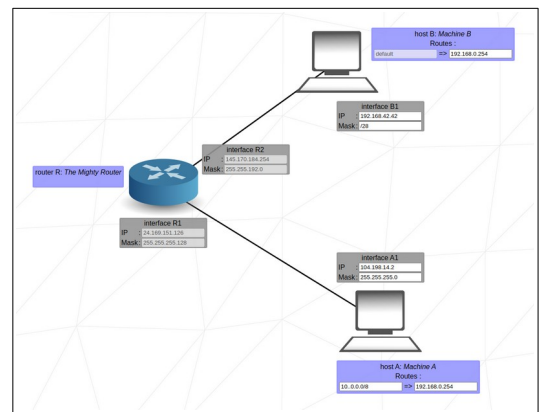 host B: Machine B
Routes :
default => 192.168.0.254
interface B1
IP : 192.168.42.42
Mask : /28
interface R2
IP : 145.170.184.254
Mask : 255.255.192.0
router R: The Mighty Router
interface R1
IP : 24.169.151.126
Mask : 255.255.255.128
interface A1
IP : 104.198.14.2
Mask : 255.255.255.0
host A: Machine A
Routes :
10..0.0.0/8 => 192.168.0.254